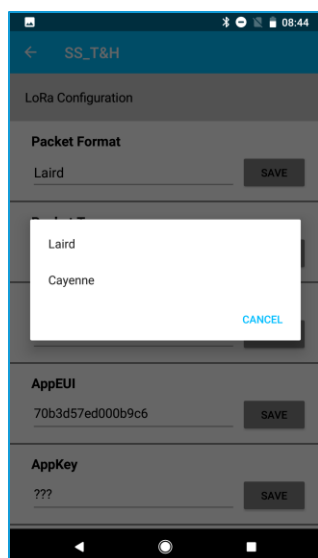 08:44
SS_T&H
LoRa Configuration
Packet Format
Laird
SAVE
Laird
Cayenne
CANCEL
AppEUI
70b3d57ed000b9c6
SAVE
AppKey
???
SAVE